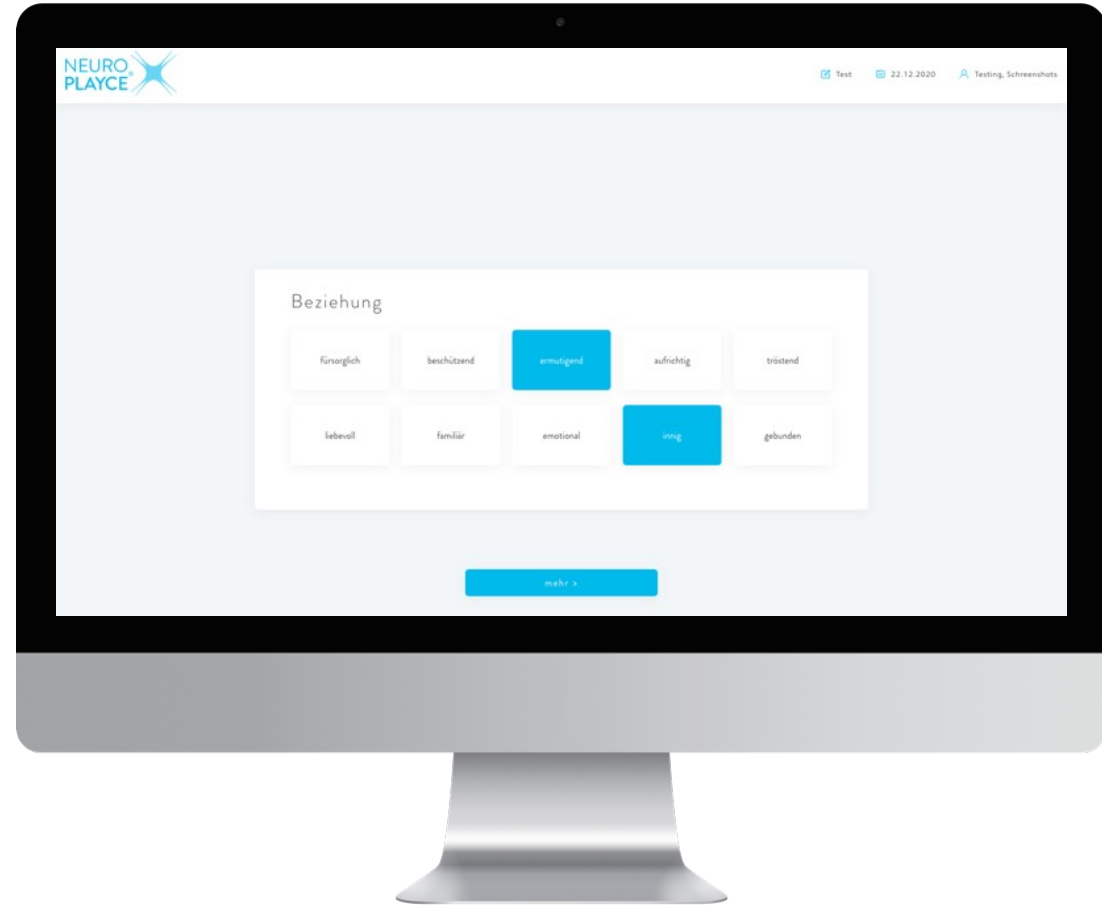 NEURO
PLAYCE®
Test 22.12.2020 Testing, Schreenshots
Beziehung
fürsorglich beschützend ermutigend aufrichtig tröstend
liebevoll familiär emotional innig gebunden
mehr >